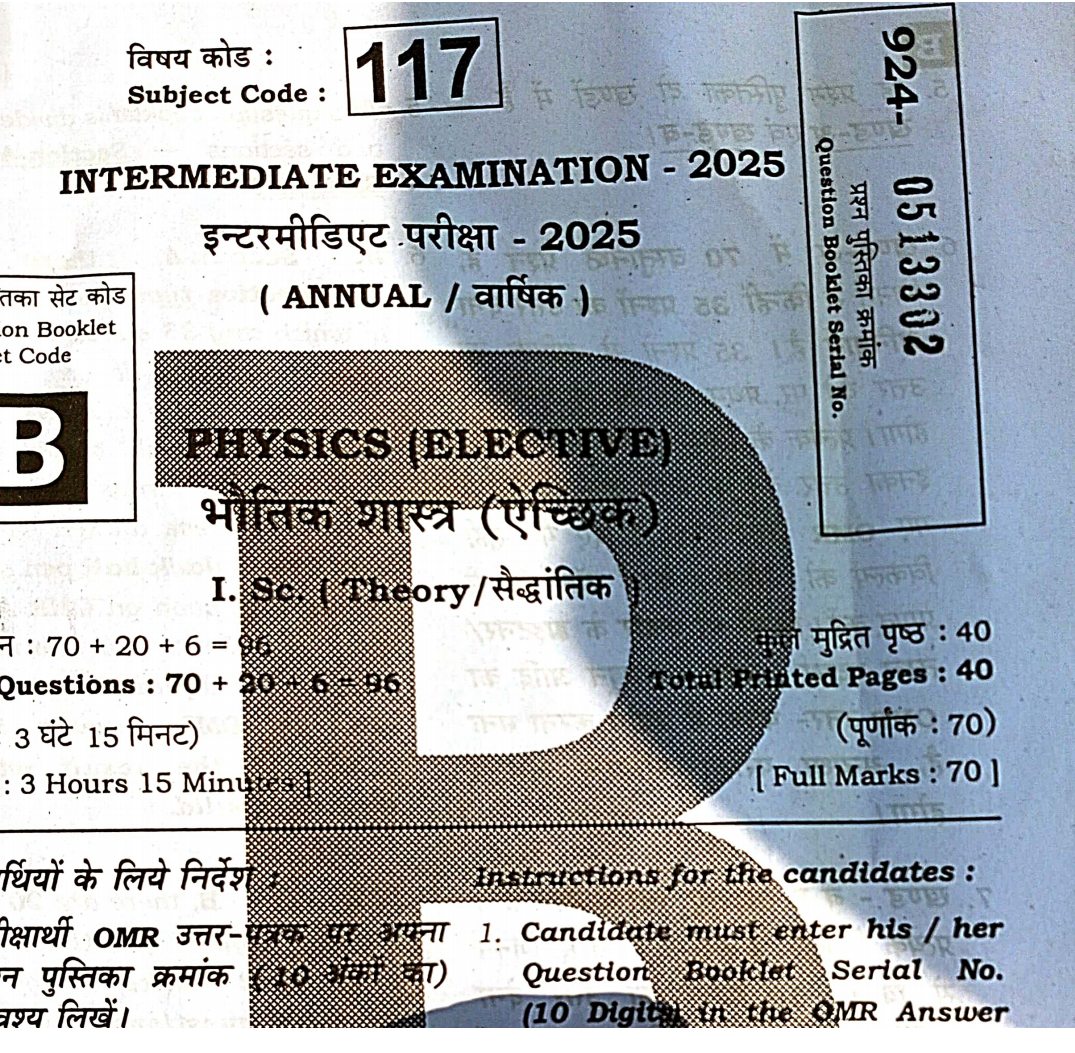 विषय कोड :
Subject Code :
117
INTERMEDIATE EXAMINATION - 2025
इन्टरमीडिएट परीक्षा - 2025
( ANNUAL / वार्षिक )
924-
0513302
प्रश्न पुस्तिका क्रमांक
Question Booklet Serial No.
तका सेट कोड
on Booklet
t Code
B
PHYSICS (ELECTIVE)
भौतिक शास्त्र (ऐच्छिक)
I. Sc. ( Theory/सैद्धांतिक )
न : 70 + 20 + 6 = 96
Questions : 70 + 20 + 6 = 96
: 3 घंटे 15 मिनट)
: 3 Hours 15 Minutes ]
कुल मुद्रित पृष्ठ : 40
Total Printed Pages : 40
(पूर्णांक : 70)
[ Full Marks : 70 ]
र्थियों के लिये निर्देश :
ीक्षार्थी OMR उत्तर-पत्रक पर अपना
न पुस्तिका क्रमांक (10 अंकों का)
वश्य लिखें।
Instructions for the candidates :
1. Candidate must enter his / her
Question Booklet Serial No.
(10 Digits) in the OMR Answer